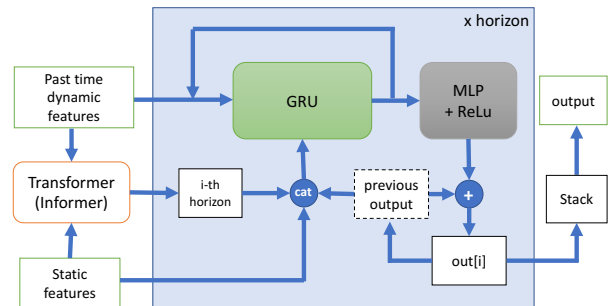 x horizon
Past time
dynamic
features
GRU
MLP
+ ReLu
output
Transformer
(Informer)
i-th
horizon
cat
previous
output
+
Stack
out[i]
Static
features